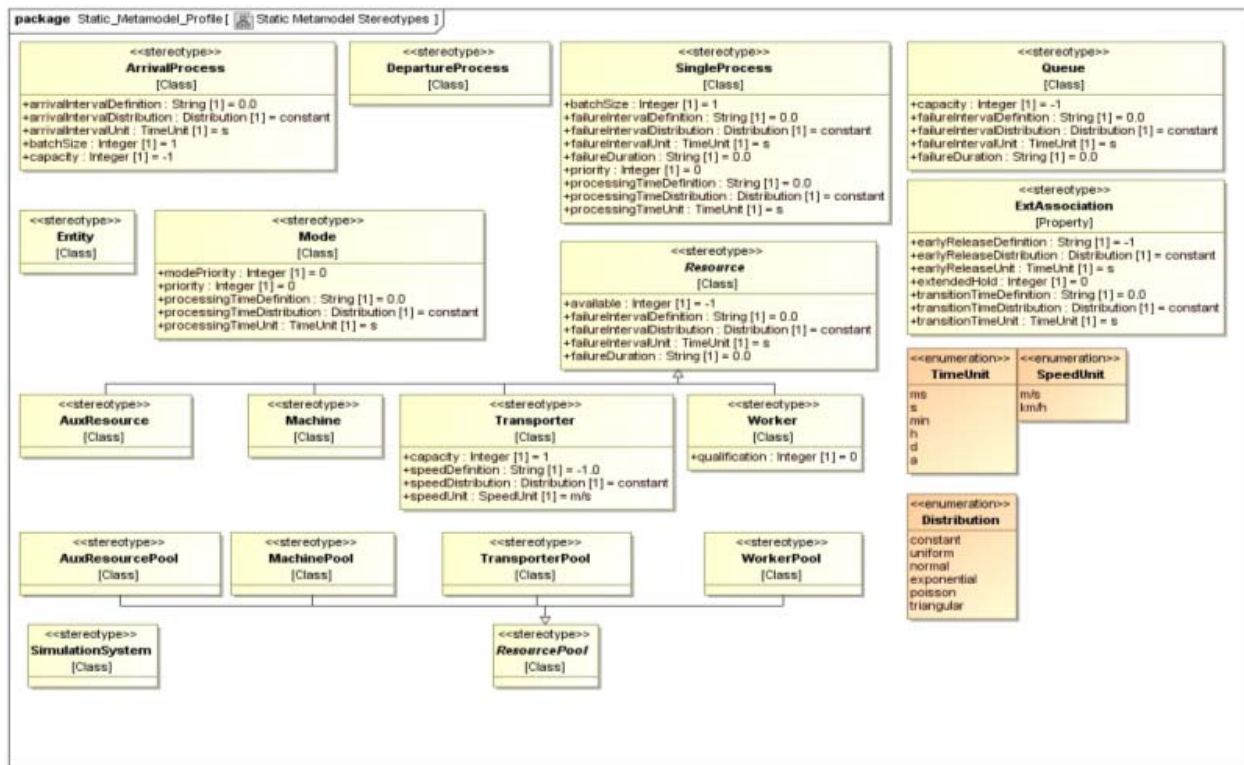 package Static_Metamodel_Profile [ Static Metamodel Stereotypes ]
<<stereotype>>
ArrivalProcess
[Class]
+arrivalIntervalDefinition : String [1] = 0.0
+arrivalIntervalDistribution : Distribution [1] = constant
+arrivalIntervalUnit : TimeUnit [1] = s
+batchSize : Integer [1] = 1
+capacity : Integer [1] = -1
<<stereotype>>
DepartureProcess
[Class]
<<stereotype>>
SingleProcess
[Class]
+batchSize : Integer [1] = 1
+failureIntervalDefinition : String [1] = 0.0
+failureIntervalDistribution : Distribution [1] = constant
+failureIntervalUnit : TimeUnit [1] = s
+failureDuration : String [1] = 0.0
+priority : Integer [1] = 0
+processingTimeDefinition : String [1] = 0.0
+processingTimeDistribution : Distribution [1] = constant
+processingTimeUnit : TimeUnit [1] = s
<<stereotype>>
Queue
[Class]
+capacity : Integer [1] = -1
+failureIntervalDefinition : String [1] = 0.0
+failureIntervalDistribution : Distribution [1] = constant
+failureIntervalUnit : TimeUnit [1] = s
+failureDuration : String [1] = 0.0
<<stereotype>>
Entity
[Class]
<<stereotype>>
Mode
[Class]
+modePriority : Integer [1] = 0
+priority : Integer [1] = 0
+processingTimeDefinition : String [1] = 0.0
+processingTimeDistribution : Distribution [1] = constant
+processingTimeUnit : TimeUnit [1] = s
<<stereotype>>
Resource
[Class]
+available : Integer [1] = -1
+failureIntervalDefinition : String [1] = 0.0
+failureIntervalDistribution : Distribution [1] = constant
+failureIntervalUnit : TimeUnit [1] = s
+failureDuration : String [1] = 0.0
<<stereotype>>
ExtAssociation
[Property]
+earlyReleaseDefinition : String [1] = -1
+earlyReleaseDistribution : Distribution [1] = constant
+earlyReleaseUnit : TimeUnit [1] = s
+extendedHold : Integer [1] = 0
+transitionTimeDefinition : String [1] = 0.0
+transitionTimeDistribution : Distribution [1] = constant
+transitionTimeUnit : TimeUnit [1] = s
<<stereotype>>
AuxResource
[Class]
<<stereotype>>
Machine
[Class]
<<stereotype>>
Transporter
[Class]
+capacity : Integer [1] = 1
+speedDefinition : String [1] = -1.0
+speedDistribution : Distribution [1] = constant
+speedUnit : SpeedUnit [1] = m/s
<<stereotype>>
Worker
[Class]
+qualification : Integer [1] = 0
<<enumeration>>
TimeUnit
ms
s
min
h
d
a
<<enumeration>>
SpeedUnit
m/s
km/h
<<stereotype>>
AuxResourcePool
[Class]
<<stereotype>>
MachinePool
[Class]
<<stereotype>>
TransporterPool
[Class]
<<stereotype>>
WorkerPool
[Class]
<<enumeration>>
Distribution
constant
uniform
normal
exponential
poisson
triangular
<<stereotype>>
SimulationSystem
[Class]
<<stereotype>>
ResourcePool
[Class]